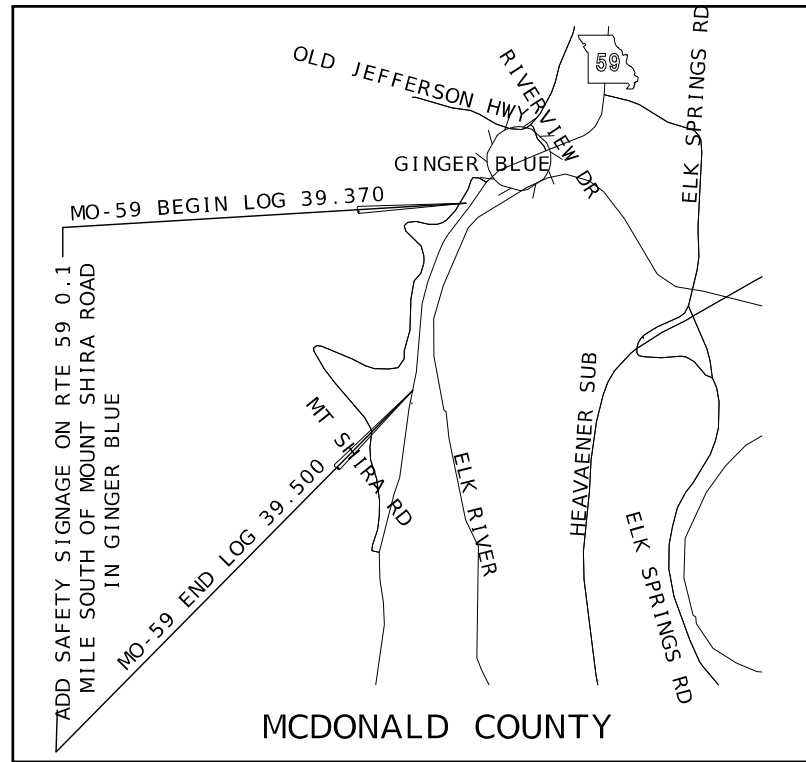 59
OLD JEFFERSON HWY
RIVERVIEW DR
ELK SPRINGS RD
GINGER BLUE
MO-59 BEGIN LOG 39.370
ADD SAFETY SIGNAGE ON RTE 59 0.1
MILE SOUTH OF MOUNT SHIRA ROAD
IN GINGER BLUE
MT SHIRA RD
MO-59 END LOG 39.500
ELK RIVER
HEAVAENER SUB
ELK SPRINGS RD
MCDONALD COUNTY